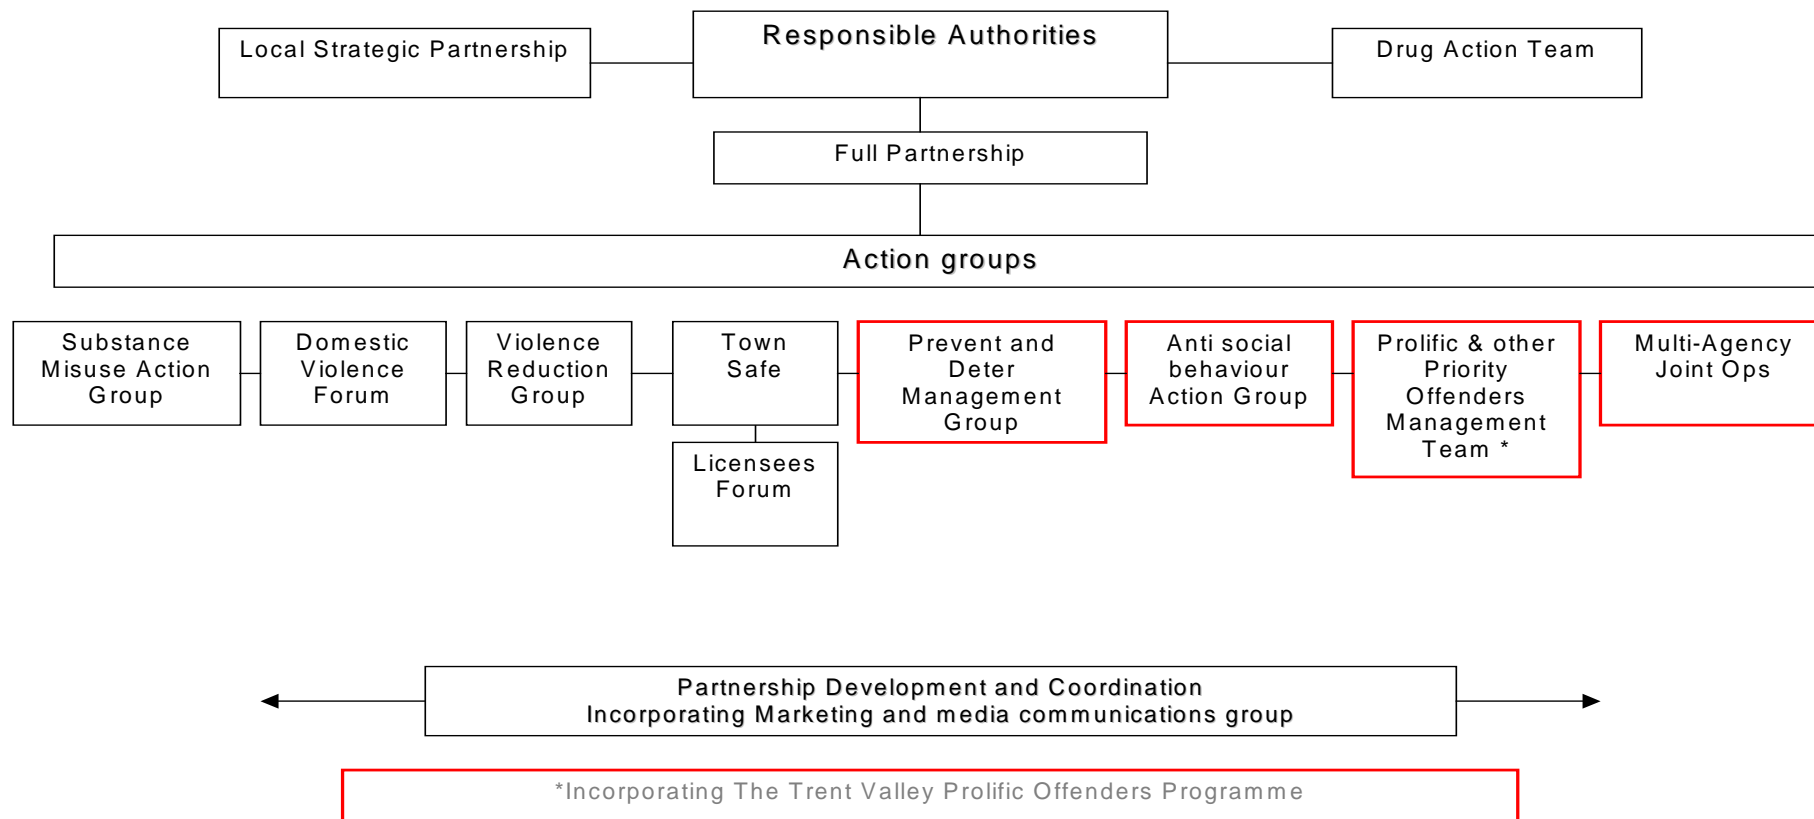 Responsible Authorities
Local Strategic Partnership
Drug Action Team
Full Partnership
Action groups
Substance
Misuse Action
Group
Domestic
Violence
Forum
Violence
Reduction
Group
Town
Safe
Licensees
Forum
Prevent and
Deter
Management
Group
Anti social
behaviour
Action Group
Prolific & other
Priority
Offenders
Management
Team *
Multi-Agency
Joint Ops
Partnership Development and Coordination
Incorporating Marketing and media communications group
*Incorporating The Trent Valley Prolific Offenders Programme